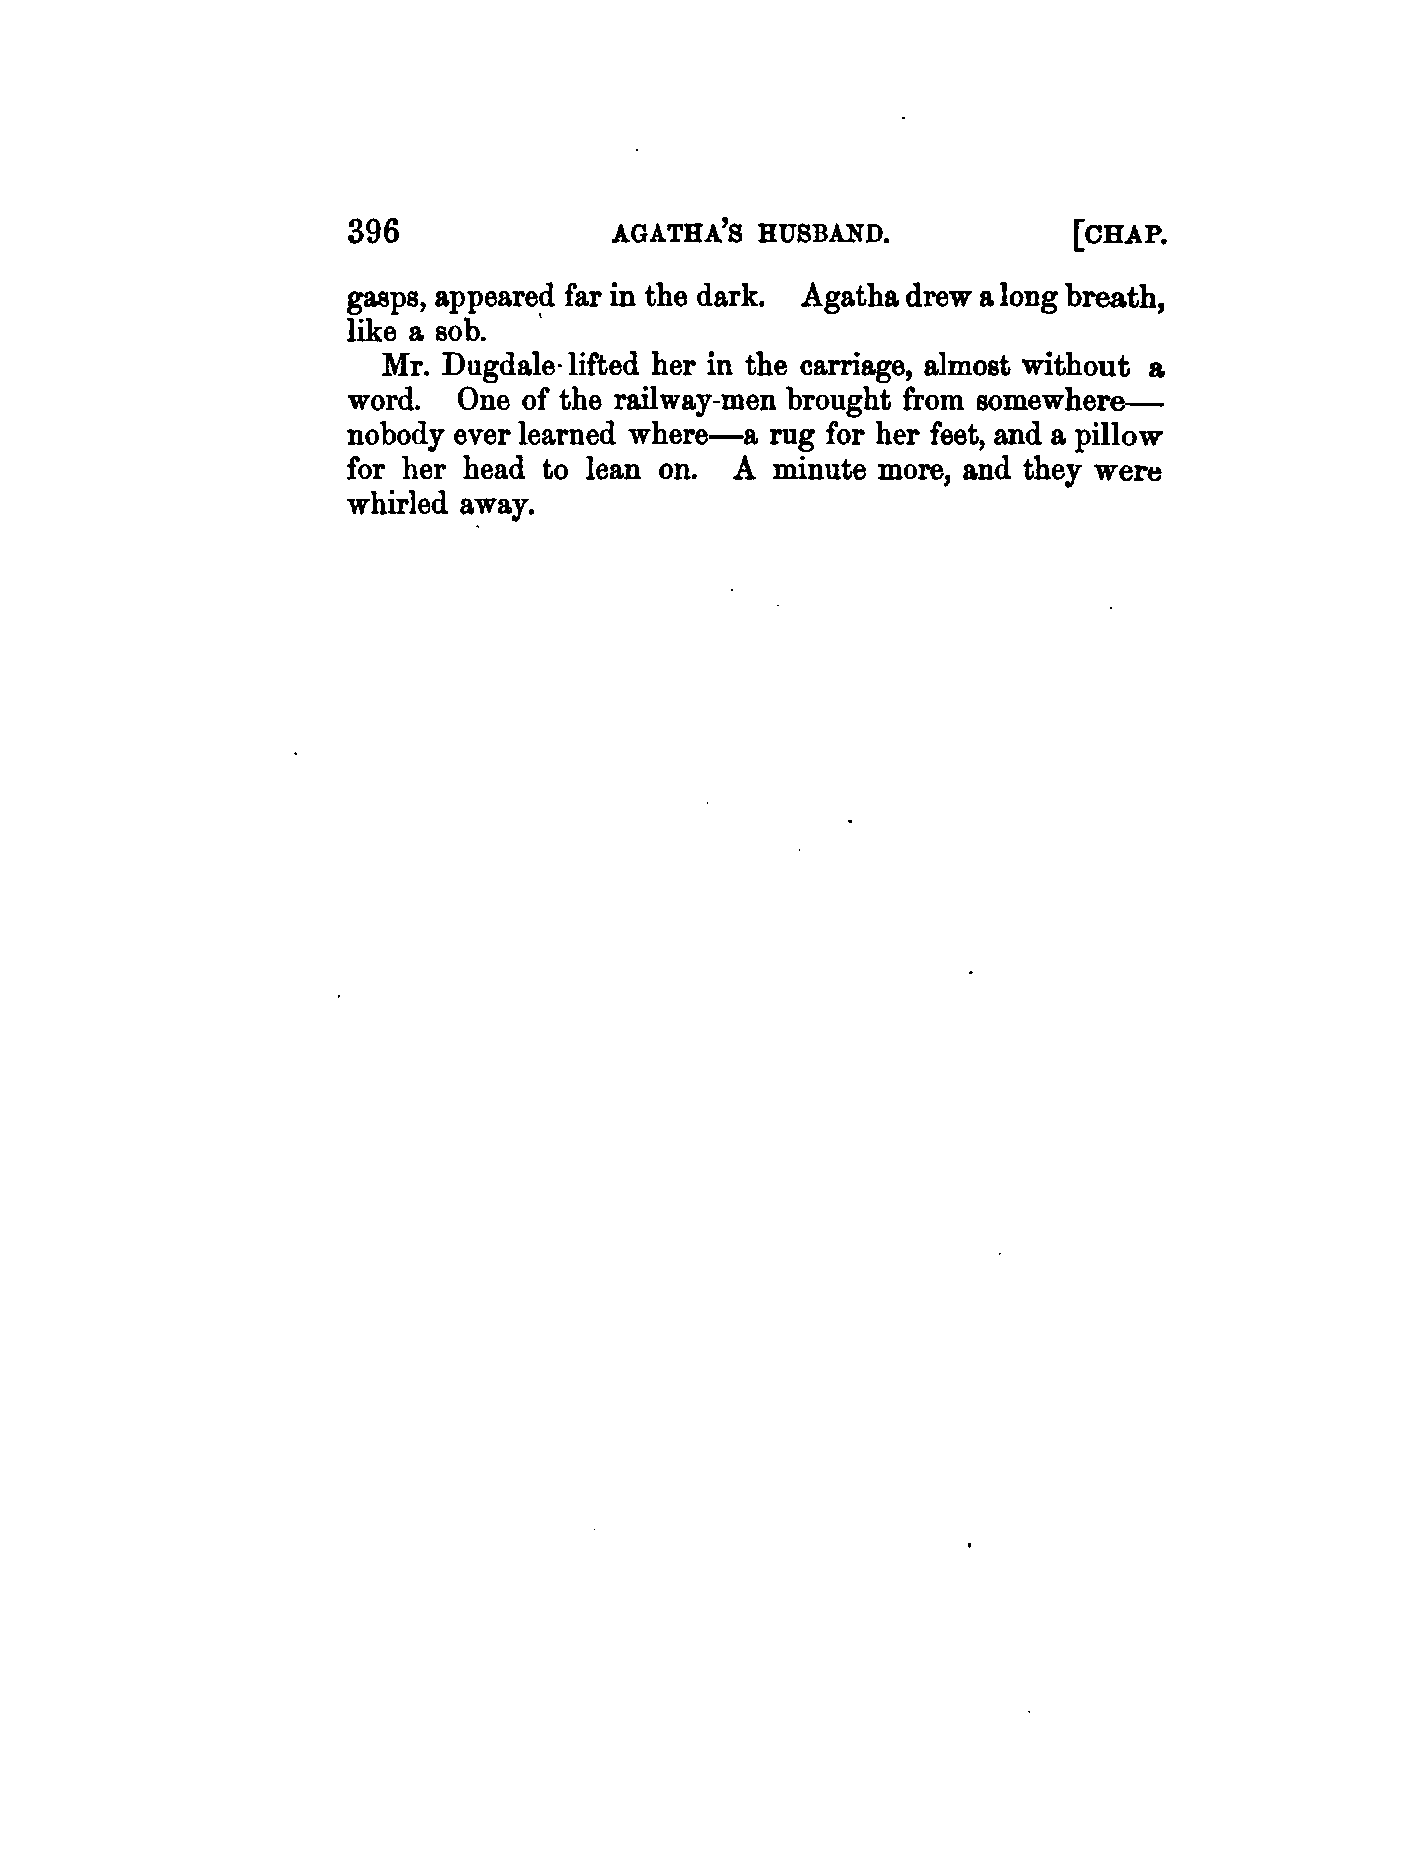 396 AGATHA'S HUSBAND. [CHAP.
gasps, appeared far in the dark. Agatha drew a long breath,
like a sob.
Mr. Dugdale lifted her in the carriage, almost without a
word. One of the railway-men brought from somewhere—
nobody ever learned where—a rug for her feet, and a pillow
for her head to lean on. A minute more, and they were
whirled away.